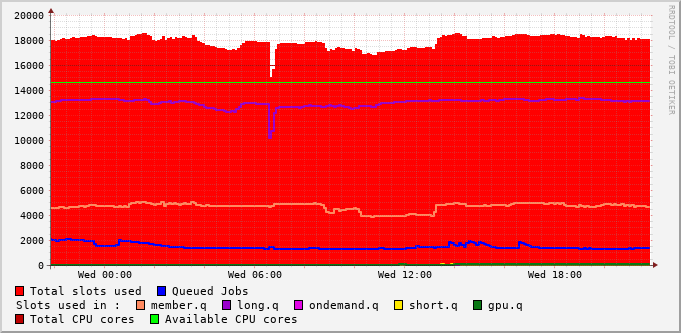 20000
18000
16000
14000
12000
10000
8000
6000
4000
2000
0
Wed 00:00 Wed 06:00 Wed 12:00 Wed 18:00
Total slots used Queued Jobs
Slots used in : member.q long.q ondemand.q short.q gpu.q
Total CPU cores Available CPU cores
RRDTOOL / TOBI OETIKER